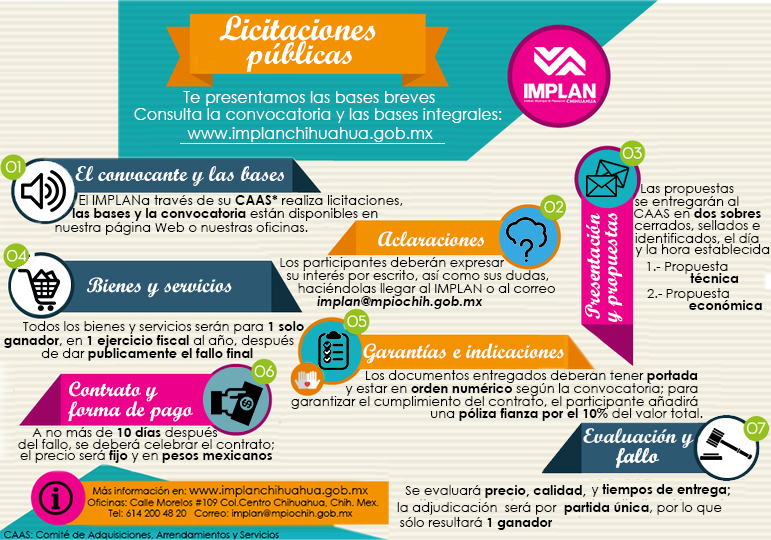 Licitaciones
públicas
Te presentamos las bases breves
Consulta la convocatoria y las bases integrales:
www.implanchihuahua.gob.mx
IMPLAN
Instituto Municipal de Planeación
CHIHUAHUA
01
El convocante y las bases
El IMPLANa través de su CAAS* realiza licitaciones,
las bases y la convocatoria están disponibles en
nuestra página Web o nuestras oficinas.
02
Aclaraciones
Los participantes deberán expresar
su interés por escrito, así como sus dudas,
haciéndolas llegar al IMPLAN o al correo
implan@mpiochih.gob.mx
03
Presentación
y propuestas
Las propuestas
se entregarán al
CAAS en dos sobres
cerrados, sellados e
identificados, el día
y la hora establecida
1.- Propuesta
técnica
2.- Propuesta
económica
04
Bienes y servicios
Todos los bienes y servicios serán para 1 solo
ganador, en 1 ejercicio fiscal al año, después
de dar publicamente el fallo final
05
Garantías e indicaciones
Los documentos entregados deberan tener portada
y estar en orden numérico según la convocatoria; para
garantizar el cumplimiento del contrato, el participante añadirá
una póliza fianza por el 10% del valor total.
06
Contrato y
forma de pago
A no más de 10 días después
del fallo, se deberá celebrar el contrato;
el precio será fijo y en pesos mexicanos
07
Evaluación y
fallo
Se evaluará precio, calidad, y tiempos de entrega;
la adjudicación será por partida única, por lo que
sólo resultará 1 ganador
Más información en: www.implanchihuahua.gob.mx
Oficinas: Calle Morelos #109 Col.Centro Chihuahua, Chih. Mex.
Tel: 614 200 48 20 Correo: implan@mpiochih.gob.mx
CAAS: Comité de Adquisiciones, Arrendamientos y Servicios